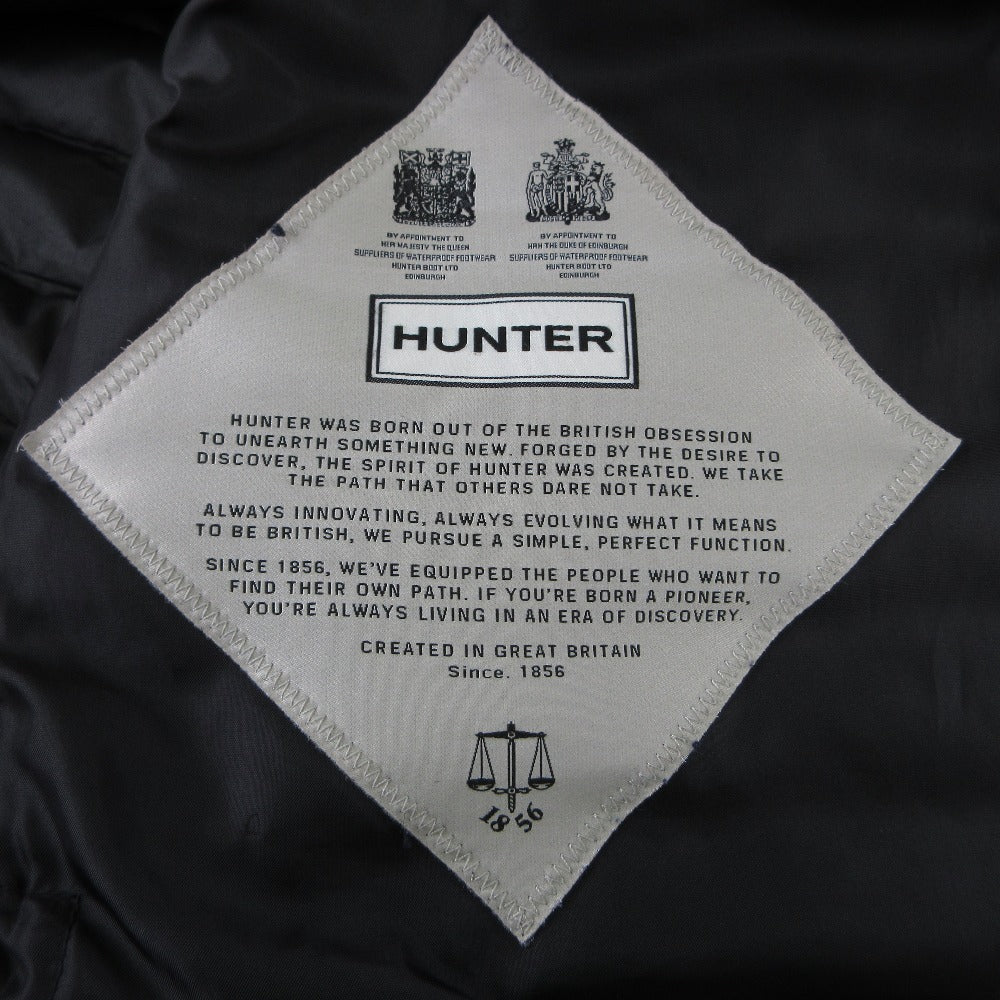 BY APPOINTMENT TO
HER MAJESTY THE QUEEN
SUPPLIERS OF WATERPROOF FOOTWEAR
HUNTER BOOT LTD
EDINBURGH
BY APPOINTMENT TO
HRH THE DUKE OF EDINBURGH
SUPPLIERS OF WATERPROOF FOOTWEAR
HUNTER BOOT LTD
EDINBURGH
HUNTER
HUNTER WAS BORN OUT OF THE BRITISH OBSESSION
TO UNEARTH SOMETHING NEW. FORGED BY THE DESIRE TO
DISCOVER, THE SPIRIT OF HUNTER WAS CREATED. WE TAKE
THE PATH THAT OTHERS DARE NOT TAKE.
ALWAYS INNOVATING, ALWAYS EVOLVING WHAT IT MEANS
TO BE BRITISH, WE PURSUE A SIMPLE, PERFECT FUNCTION.
SINCE 1856, WE'VE EQUIPPED THE PEOPLE WHO WANT TO
FIND THEIR OWN PATH. IF YOU'RE BORN A PIONEER,
YOU'RE ALWAYS LIVING IN AN ERA OF DISCOVERY.
CREATED IN GREAT BRITAIN
Since. 1856
1856